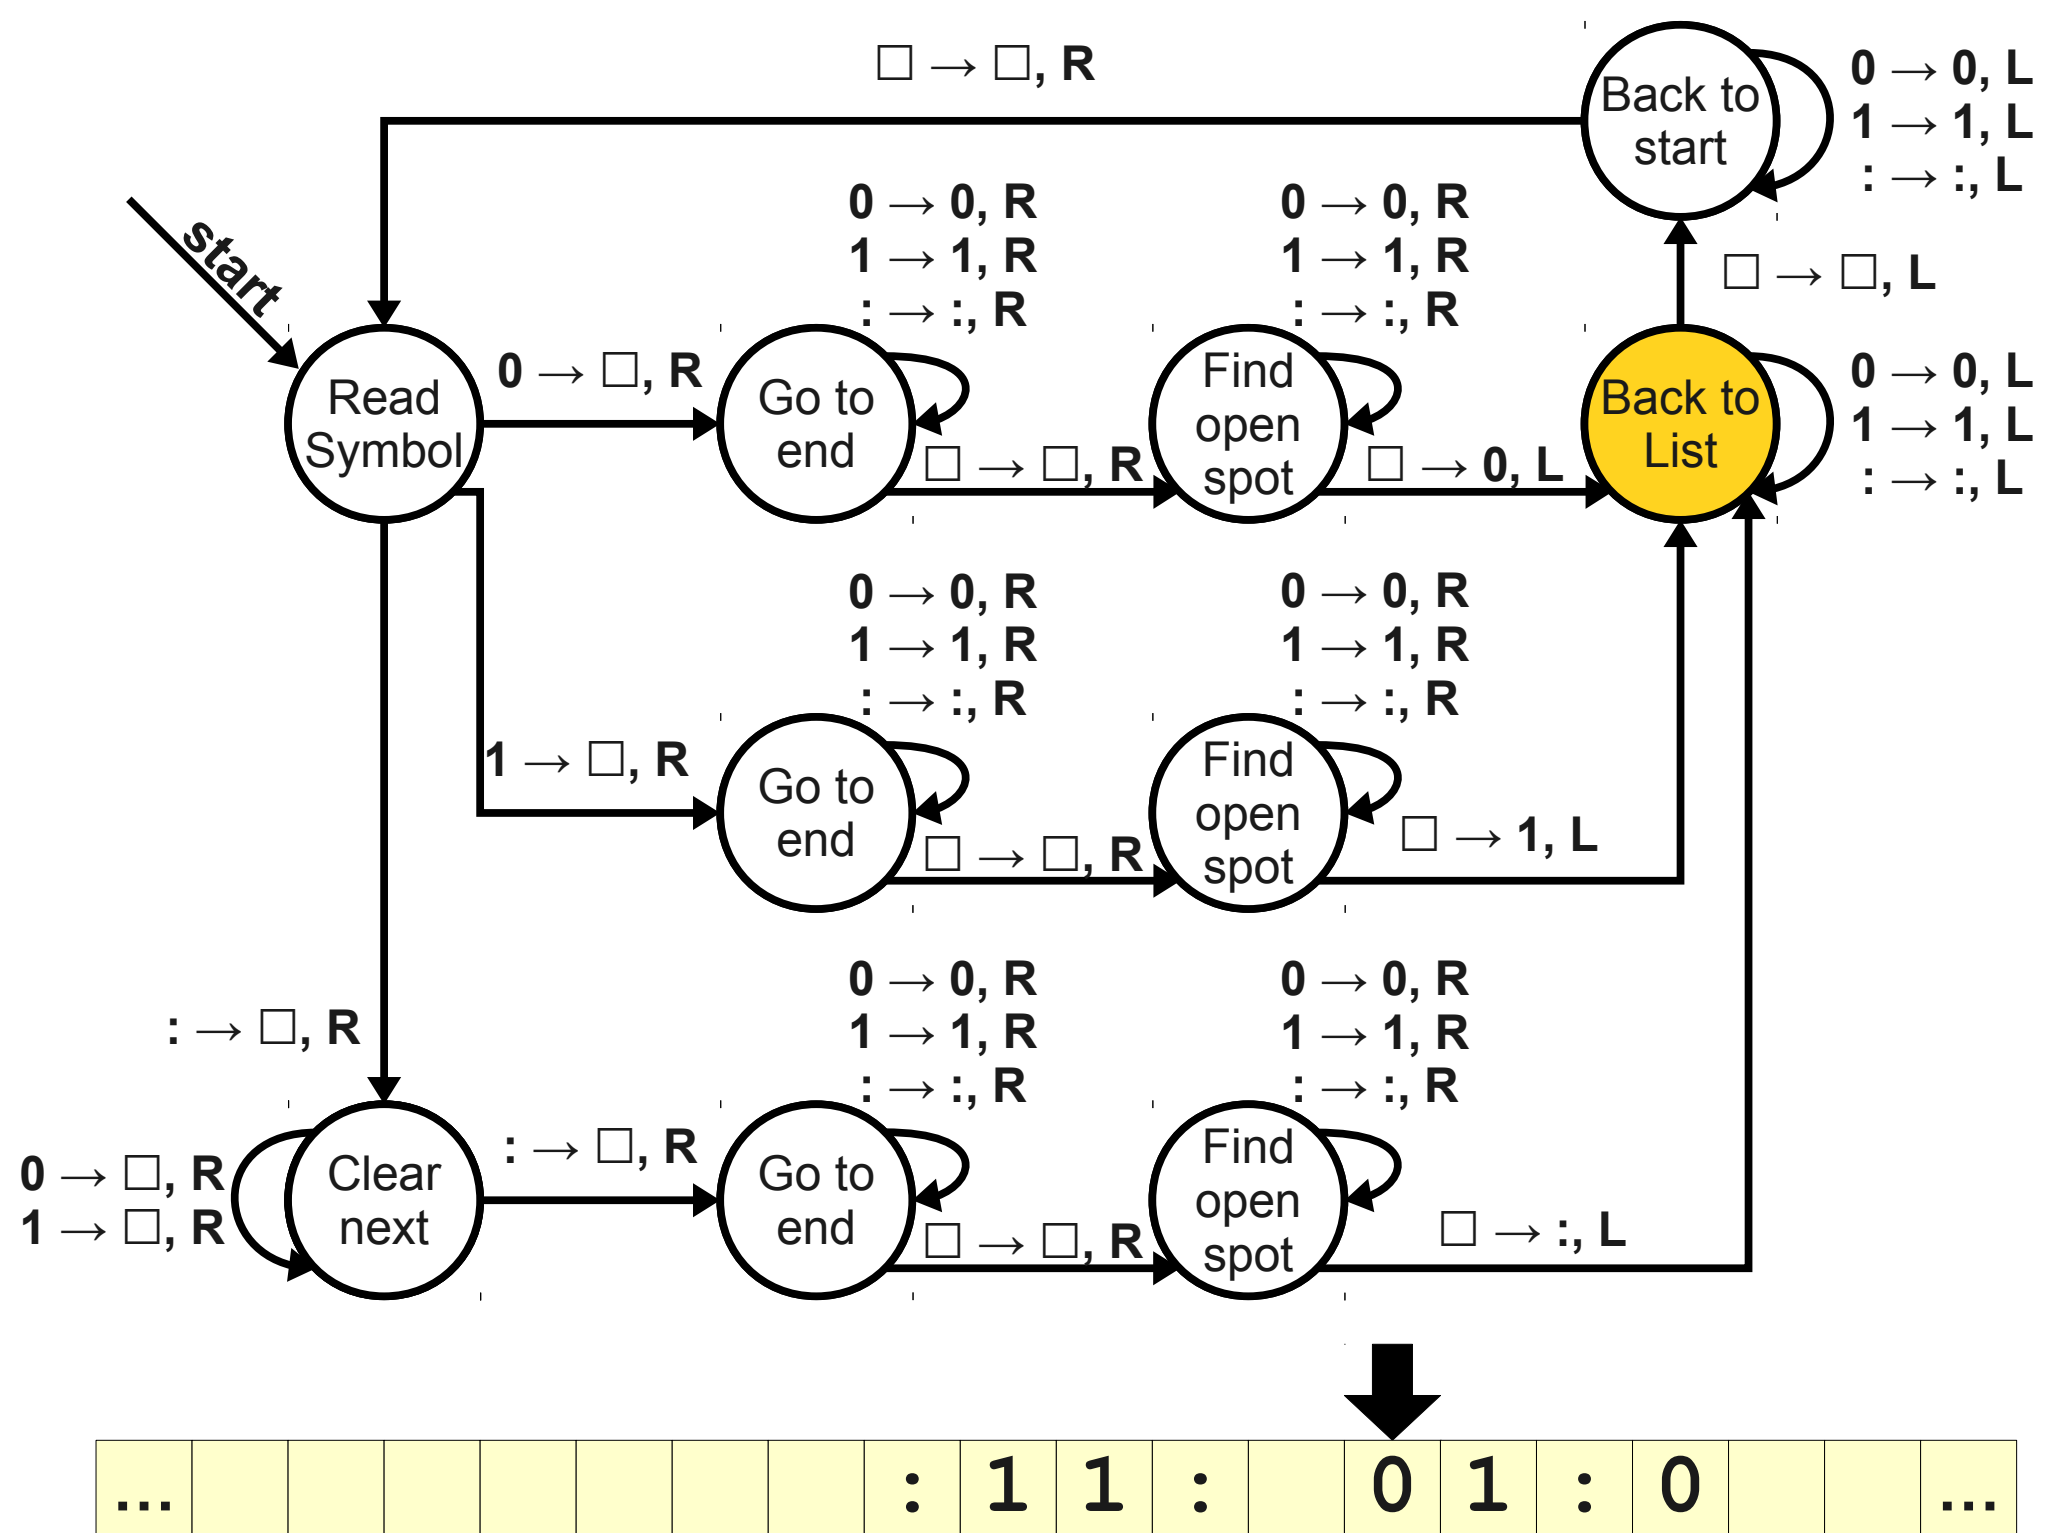 □ → □, R
Back to
start
0 → 0, L
1 → 1, L
: → :, L
start
0 → 0, R
1 → 1, R
: → :, R
0 → 0, R
1 → 1, R
: → :, R
□ → □, L
Read
Symbol
0 → □, R
Go to
end
□ → □, R
Find
open
spot
□ → 0, L
Back to
List
0 → 0, L
1 → 1, L
: → :, L
0 → 0, R
1 → 1, R
: → :, R
0 → 0, R
1 → 1, R
: → :, R
1 → □, R
Go to
end
□ → □, R
Find
open
spot
□ → 1, L
: → □, R
0 → 0, R
1 → 1, R
: → :, R
0 → 0, R
1 → 1, R
: → :, R
0 → □, R
1 → □, R
Clear
next
: → □, R
Go to
end
□ → □, R
Find
open
spot
□ → :, L
... : 1 1 : 0 1 : 0 ...